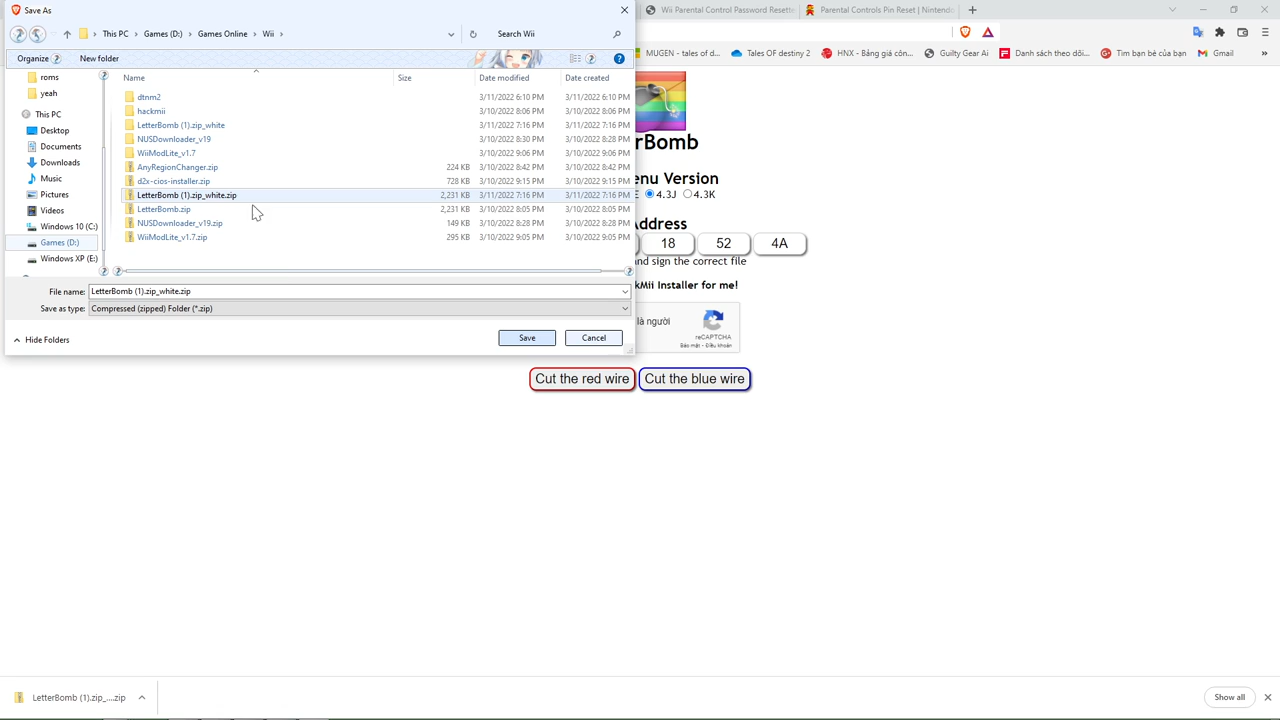 Save As
Wii Parental Control Password Resette
Parental Controls Pin Reset | Nintendo
This PC › Games (D:) › Games Online › Wii ›
Search Wii
Organize
New folder
MUGEN - tales of d...
Tales OF destiny 2
HNX - Bảng giá côn...
Guilty Gear Ai
Danh sách theo dõi...
Tìm bạn bè của bạn
Gmail
roms
yeah
This PC
Desktop
Documents
Downloads
Music
Pictures
Videos
Windows 10 (C:)
Games (D:)
Windows XP (E:)
Name Size Date modified Date created
dtnm2 3/11/2022 6:10 PM 3/11/2022 6:10 PM
hackmii 3/10/2022 8:06 PM 3/10/2022 8:06 PM
LetterBomb (1).zip_white 3/11/2022 7:16 PM 3/11/2022 7:16 PM
NUSDownloader_v19 3/10/2022 8:30 PM 3/10/2022 8:28 PM
WiiModLite_v1.7 3/10/2022 9:06 PM 3/10/2022 9:06 PM
AnyRegionChanger.zip 224 KB 3/10/2022 8:42 PM 3/10/2022 8:42 PM
d2x-cios-installer.zip 728 KB 3/10/2022 9:15 PM 3/10/2022 9:15 PM
LetterBomb (1).zip_white.zip 2,231 KB 3/11/2022 7:16 PM 3/11/2022 7:16 PM
LetterBomb.zip 2,231 KB 3/10/2022 8:05 PM 3/10/2022 8:05 PM
NUSDownloader_v19.zip 149 KB 3/10/2022 8:28 PM 3/10/2022 8:28 PM
WiiModLite_v1.7.zip 295 KB 3/10/2022 9:05 PM 3/10/2022 9:05 PM
File name: LetterBomb (1).zip_white.zip
Save as type: Compressed (zipped) Folder (*.zip)
Hide Folders
Save
Cancel
rBomb
enu Version
E 4.3J 4.3K
Address
18 52 4A
nd sign the correct file
kMii Installer for me!
là người
reCAPTCHA
Bảo mật - Điều khoản
Cut the red wire
Cut the blue wire
LetterBomb (1).zip_....zip
Show all